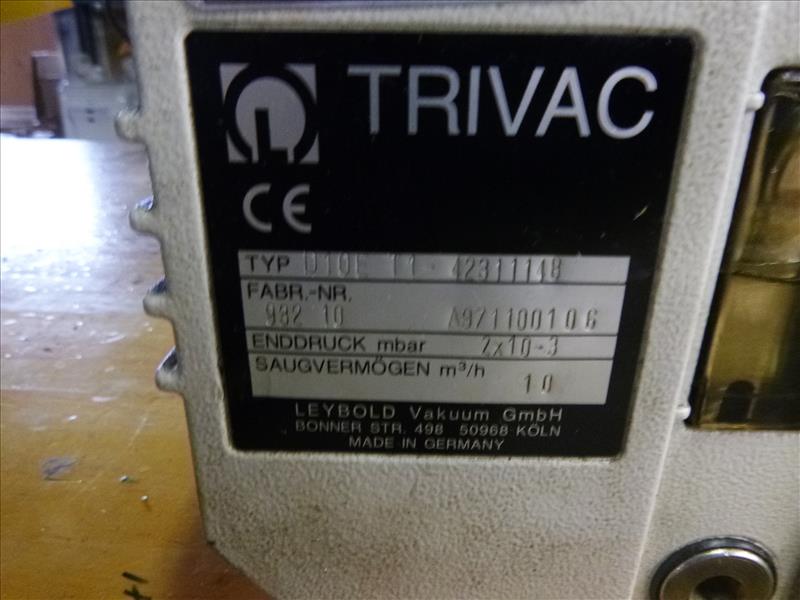 TRIVAC
CE
TYP D10E 11- 42311148
FABR.-NR.
982 10 A971100106
ENDDRUCK mbar 2x10-3
SAUGVERMÖGEN m³/h 10
LEYBOLD Vakuum GmbH
BONNER STR. 498 50968 KÖLN
MADE IN GERMANY